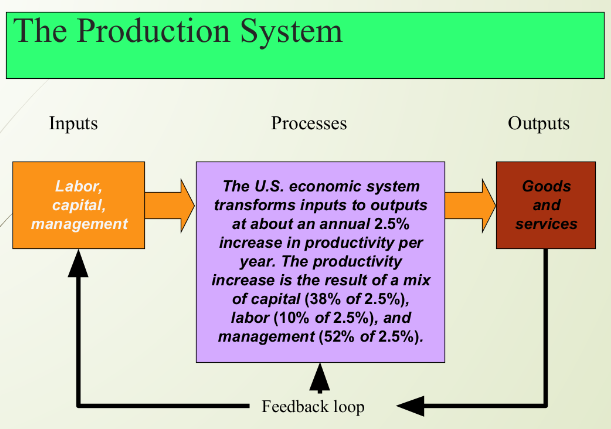 The Production System
Inputs
Processes
Outputs
Labor,
capital,
management
The U.S. economic system
transforms inputs to outputs
at about an annual 2.5%
increase in productivity per
year. The productivity
increase is the result of a mix
of capital (38% of 2.5%),
labor (10% of 2.5%), and
management (52% of 2.5%).
Goods
and
services
Feedback loop